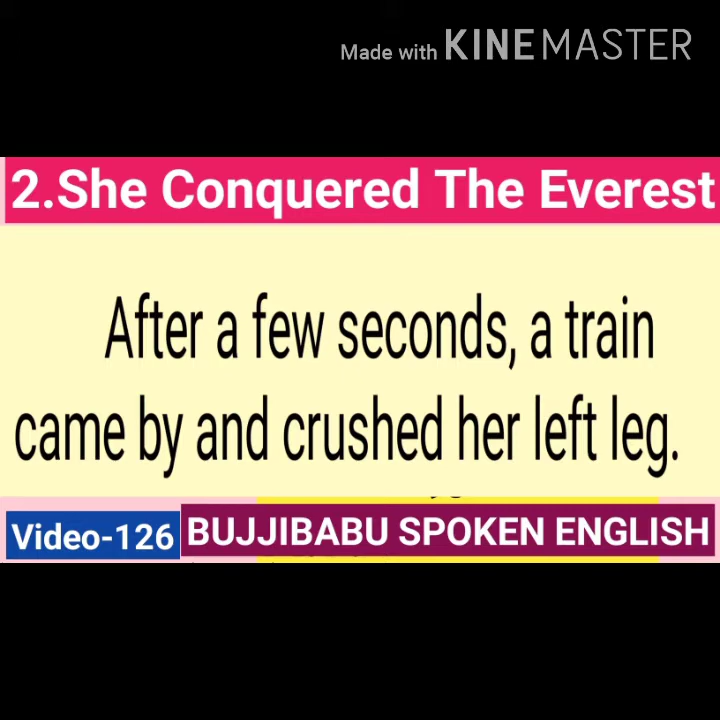 Made with KINEMASTER
2.She Conquered The Everest
After a few seconds, a train
came by and crushed her left leg.
Video-126 BUJJIBABU SPOKEN ENGLISH